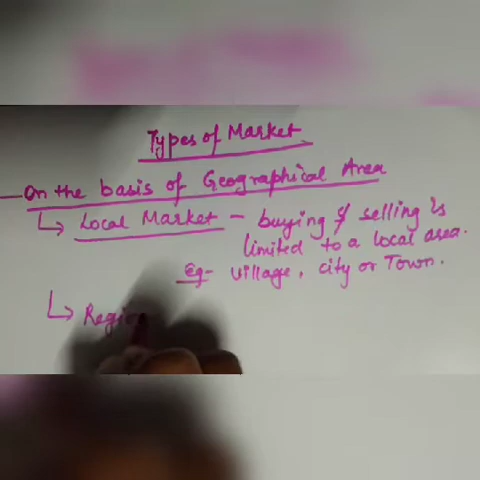 Types of Market
On the basis of Geographical Area
Local Market - buying & selling is
limited to a local area.
Eg- Village, city or Town.
Regio